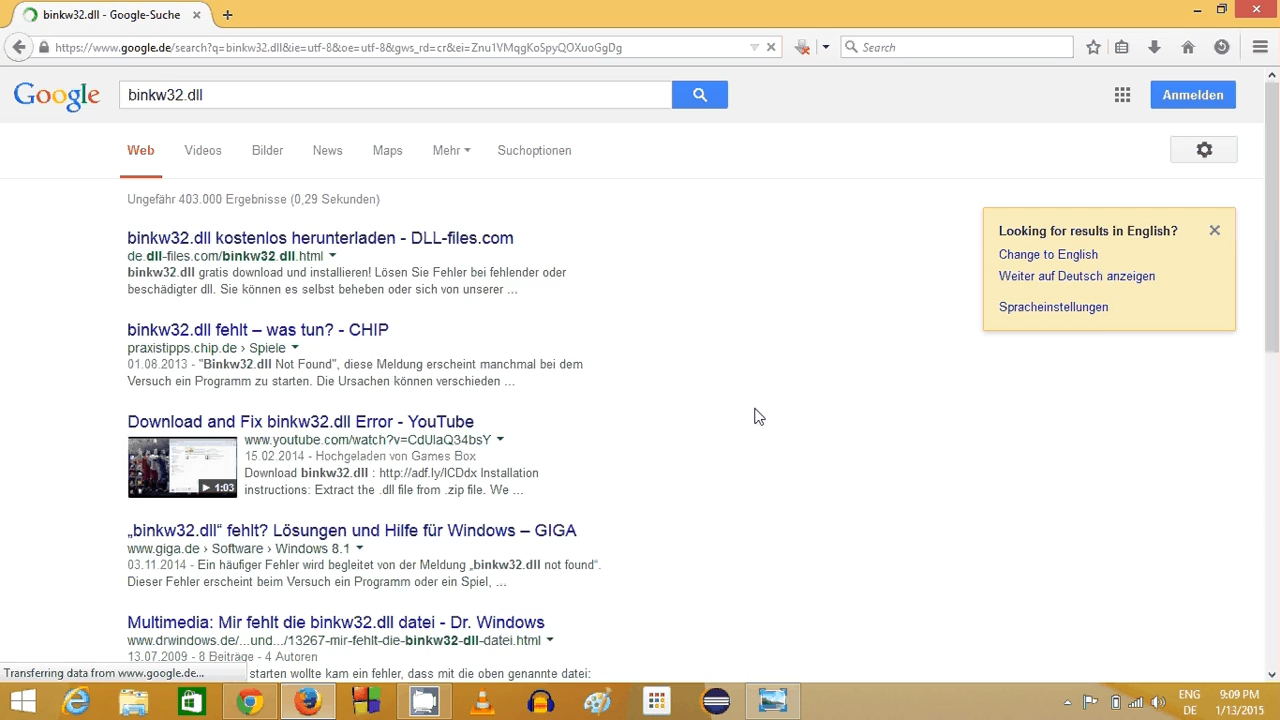 binkw32.dll - Google-Suche
https://www.google.de/search?q=binkw32.dll&ie=utf-8&oe=utf-8&gws_rd=cr&ei=Znu1VMqgKoSpPQOXuoGgDg
Search
Google
binkw32.dll
Anmelden
Web Videos Bilder News Maps Mehr Suchoptionen
Ungefähr 403.000 Ergebnisse (0,29 Sekunden)
binkw32.dll kostenlos herunterladen - DLL-files.com
de.dll-files.com/binkw32.dll.html
binkw32.dll gratis download und installieren! Lösen Sie Fehler bei fehlender oder
beschädigter dll. Sie können es selbst beheben oder sich von unserer ...
Looking for results in English?
Change to English
Weiter auf Deutsch anzeigen
Spracheinstellungen
binkw32.dll fehlt – was tun? - CHIP
praxistipps.chip.de › Spiele
01.08.2013 - "Binkw32.dll Not Found", diese Meldung erscheint manchmal bei dem
Versuch ein Programm zu starten. Die Ursachen können verschieden ...
Download and Fix binkw32.dll Error - YouTube
www.youtube.com/watch?v=CdUlaQ34bsY
15.02.2014 - Hochgeladen von Games Box
Download binkw32.dll : http://adf.ly/lCDdx Installation
instructions: Extract the .dll file from .zip file. We ...
1:03
„binkw32.dll“ fehlt? Lösungen und Hilfe für Windows – GIGA
www.giga.de › Software › Windows 8.1
03.11.2014 - Ein häufiger Fehler wird begleitet von der Meldung „binkw32.dll not found“.
Dieser Fehler erscheint beim Versuch ein Programm oder ein Spiel, ...
Multimedia: Mir fehlt die binkw32.dll datei - Dr. Windows
www.drwindows.de/...und.../13267-mir-fehlt-die-binkw32-dll-datei.html
13.07.2009 - 8 Beiträge - 4 Autoren
starten wollte kam ein fehler, dass mit die oben genannte datei:
Transferring data from www.google.de...
ENG 9:09 PM
DE 1/13/2015